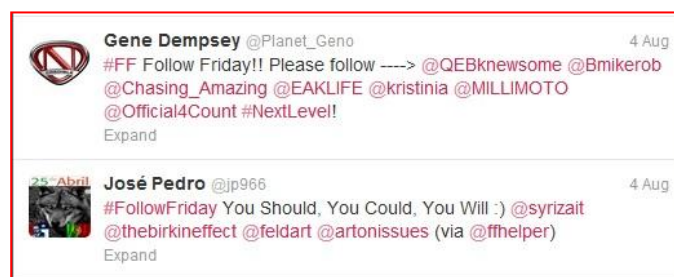 Gene Dempsey @Planet_Geno 4 Aug
#FF Follow Friday!! Please follow ----> @QEBknewsome @Bmikerob
@Chasing_Amazing @EAKLIFE @kristinia @MILLIMOTO
@Official4Count #NextLevel!
Expand
25 Abril
José Pedro @jp966 4 Aug
#FollowFriday You Should, You Could, You Will :) @syrizait
@thebirkineffect @feldart @artonissues (via @ffhelper)
Expand